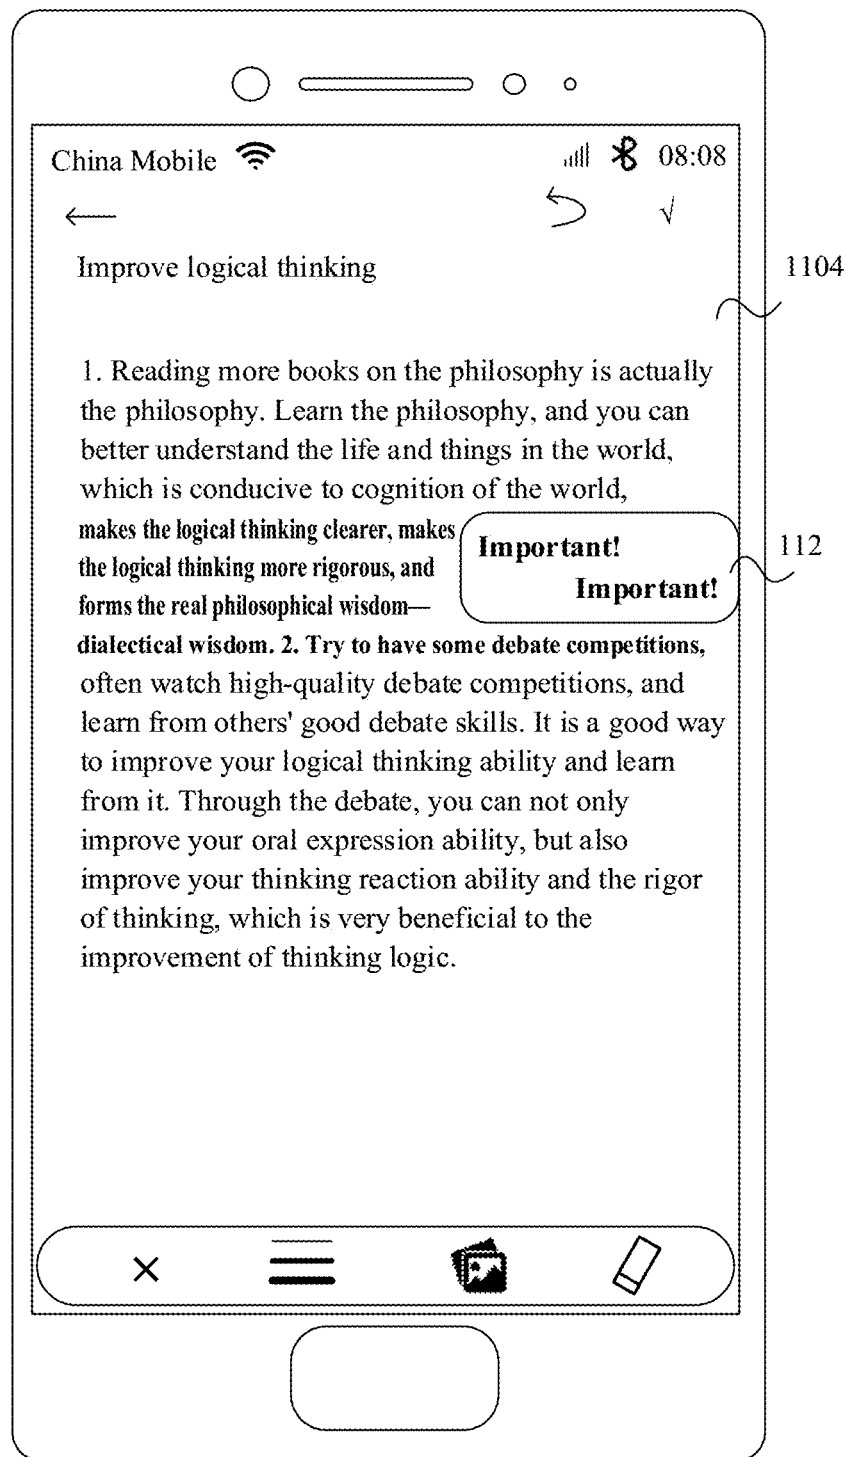 China Mobile 08:08
√
Improve logical thinking
1104
1. Reading more books on the philosophy is actually
the philosophy. Learn the philosophy, and you can
better understand the life and things in the world,
which is conducive to cognition of the world,
makes the logical thinking clearer, makes
the logical thinking more rigorous, and
forms the real philosophical wisdom—
Important!
Important!
112
dialectical wisdom. 2. Try to have some debate competitions,
often watch high-quality debate competitions, and
learn from others' good debate skills. It is a good way
to improve your logical thinking ability and learn
from it. Through the debate, you can not only
improve your oral expression ability, but also
improve your thinking reaction ability and the rigor
of thinking, which is very beneficial to the
improvement of thinking logic.